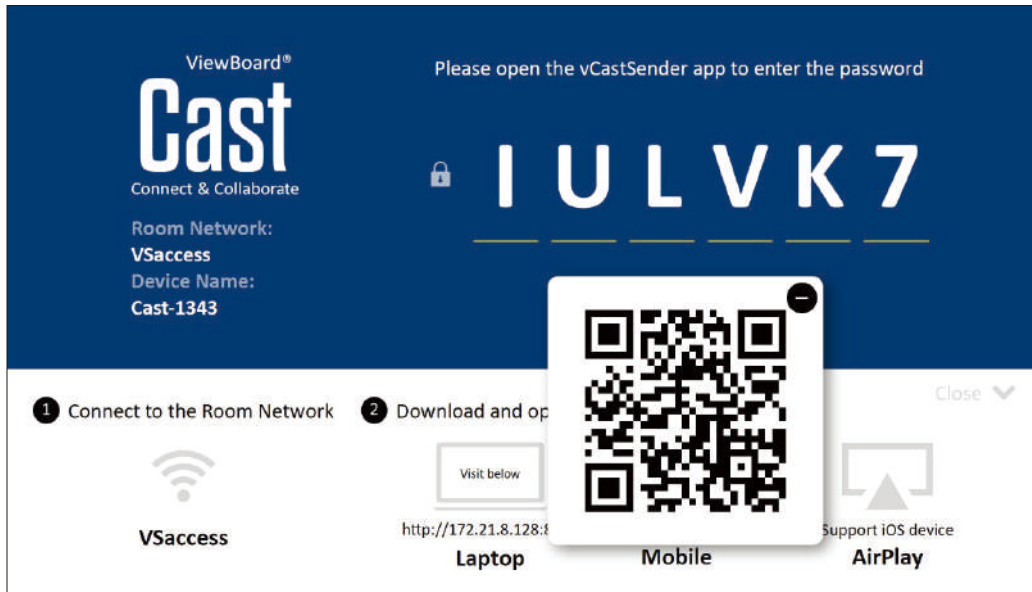 ViewBoard®
Cast
Connect & Collaborate
Room Network:
VSaccess
Device Name:
Cast-1343
Please open the vCastSender app to enter the password
I U L V K 7
Close
1 Connect to the Room Network
2 Download and op
Visit below
VSaccess
http://172.21.8.128:8
Laptop
Mobile
Support iOS device
AirPlay